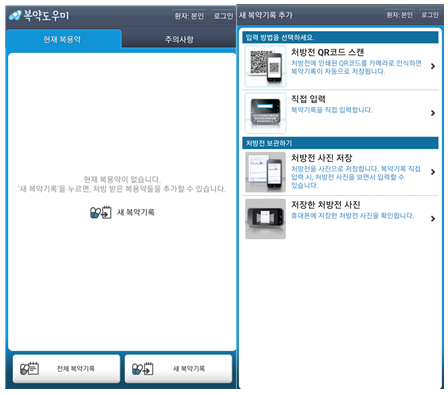 복약도우미
환자: 본인
로그인
현재 복용약
주의사항
현재 복용약이 없습니다.
'새 복약기록'을 누르면, 처방 받은 복용약들을 추가할 수 있습니다.
새 복약기록
전체 복약기록
새 복약기록
새 복약기록 추가
환자: 본인
로그인
입력 방법을 선택하세요.
처방전 QR코드 스캔
처방전에 인쇄된 QR코드를 카메라로 인식하면
복약기록이 자동으로 저장됩니다.
직접 입력
복약기록을 직접 입력합니다.
처방전 보관하기
처방전 사진 저장
처방전을 사진으로 저장합니다. 복약기록 직접
입력 시, 처방전 사진을 보면서 입력할 수
있습니다.
저장한 처방전 사진
휴대폰에 저장한 처방전 사진을 확인합니다.